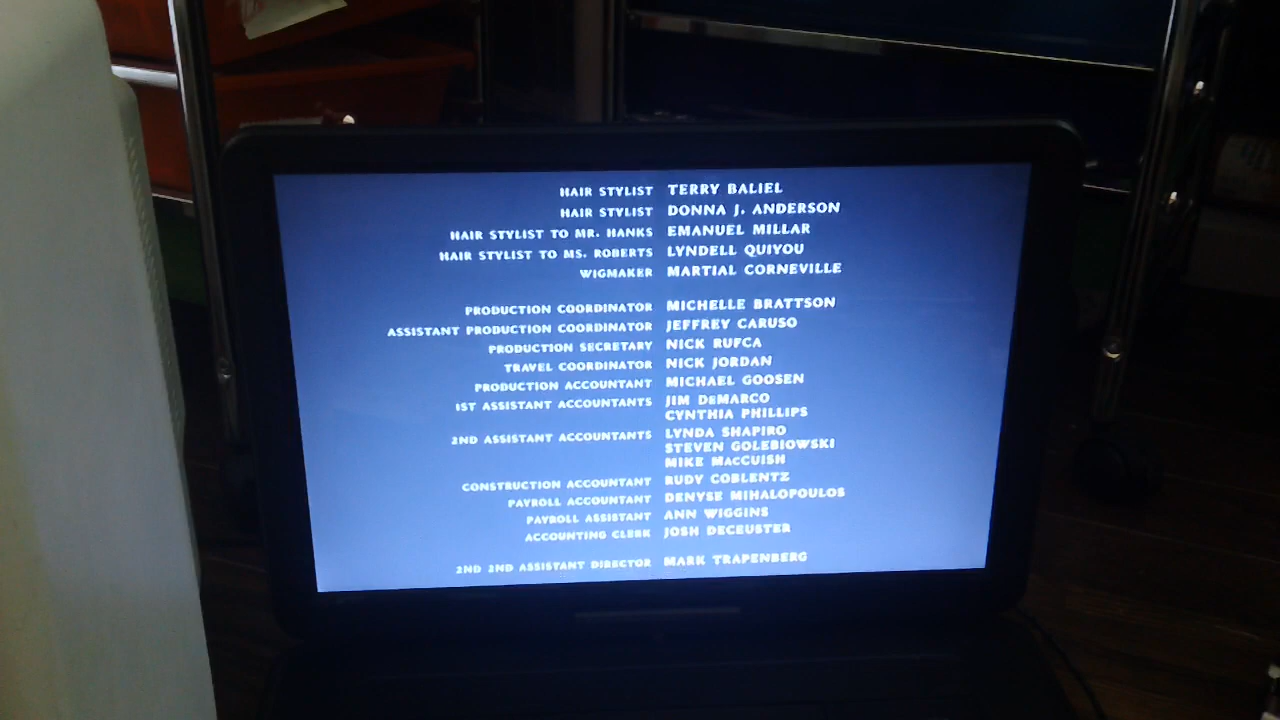 HAIR STYLIST TERRY BALIEL
HAIR STYLIST DONNA J. ANDERSON
HAIR STYLIST TO MR. HANKS EMANUEL MILLAR
HAIR STYLIST TO MS. ROBERTS LYNDELL QUIYOU
WIGMAKER MARTIAL CORNEVILLE
PRODUCTION COORDINATOR MICHELLE BRATTSON
ASSISTANT PRODUCTION COORDINATOR JEFFREY CARUSO
PRODUCTION SECRETARY NICK RUFCA
TRAVEL COORDINATOR NICK JORDAN
PRODUCTION ACCOUNTANT MICHAEL GOOSEN
1ST ASSISTANT ACCOUNTANTS JIM DEMARCO
CYNTHIA PHILLIPS
2ND ASSISTANT ACCOUNTANTS LYNDA SHAPIRO
STEVEN GOLEBIOWSKI
MIKE MACCUISH
CONSTRUCTION ACCOUNTANT RUDY COBLENTZ
PAYROLL ACCOUNTANT DENYSE MIHALOPOULOS
PAYROLL ASSISTANT ANN WIGGINS
ACCOUNTING CLERK JOSH DECEUSTER
2ND 2ND ASSISTANT DIRECTOR MARK TRAPENBERG